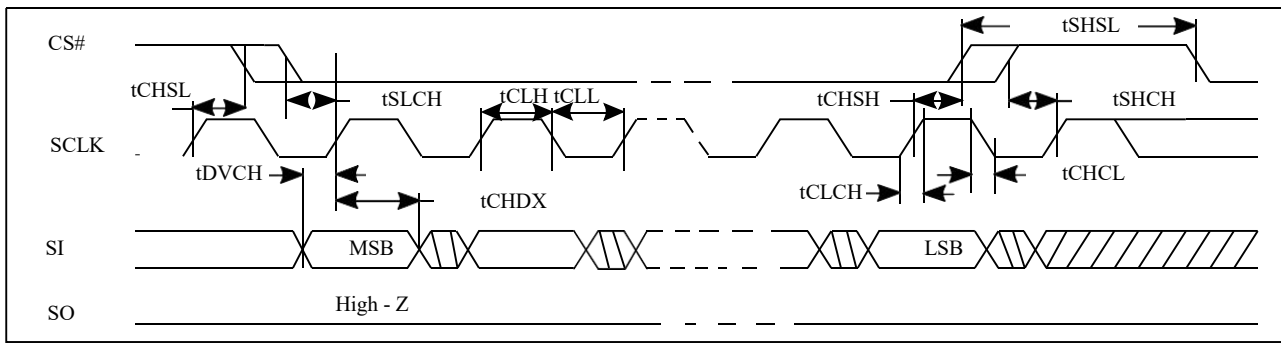 CS#
tSHSL
tCHSL
tSLCH
tCLH
tCLL
tCHSH
tSHCH
SCLK
tDVCH
tCHDX
tCLCH
tCHCL
SI
MSB
LSB
SO
High - Z